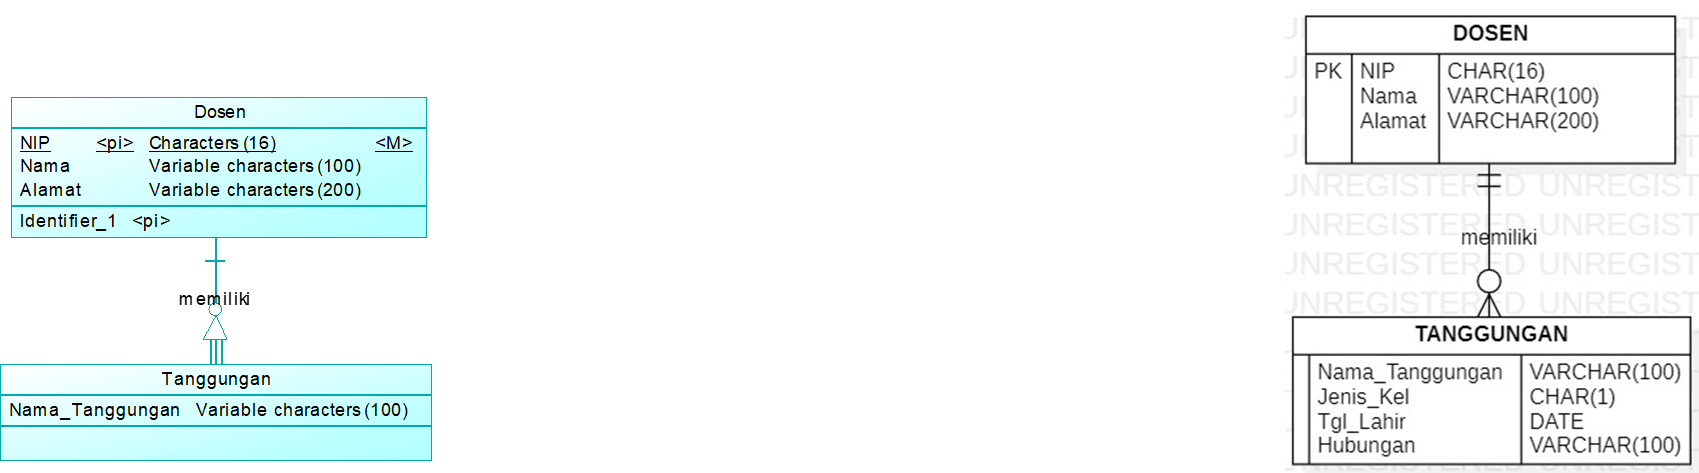 Dosen
NIP <pi> Characters (16) <M>
Nama Variable characters (100)
Alamat Variable characters (200)
Identifier_1 <pi>
memiliki
Tanggungan
Nama_Tanggungan Variable characters (100)
DOSEN
PK NIP CHAR(16)
Nama VARCHAR(100)
Alamat VARCHAR(200)
UNREGISTERED UNREGIST
UNREGISTERED UNREGIST
memiliki
UNREGISTERED UNREGIST
UNREGISTERED UNREGIST
TANGGUNGAN
Nama_Tanggungan VARCHAR(100)
Jenis_Kel CHAR(1)
Tgl_Lahir DATE
Hubungan VARCHAR(100)